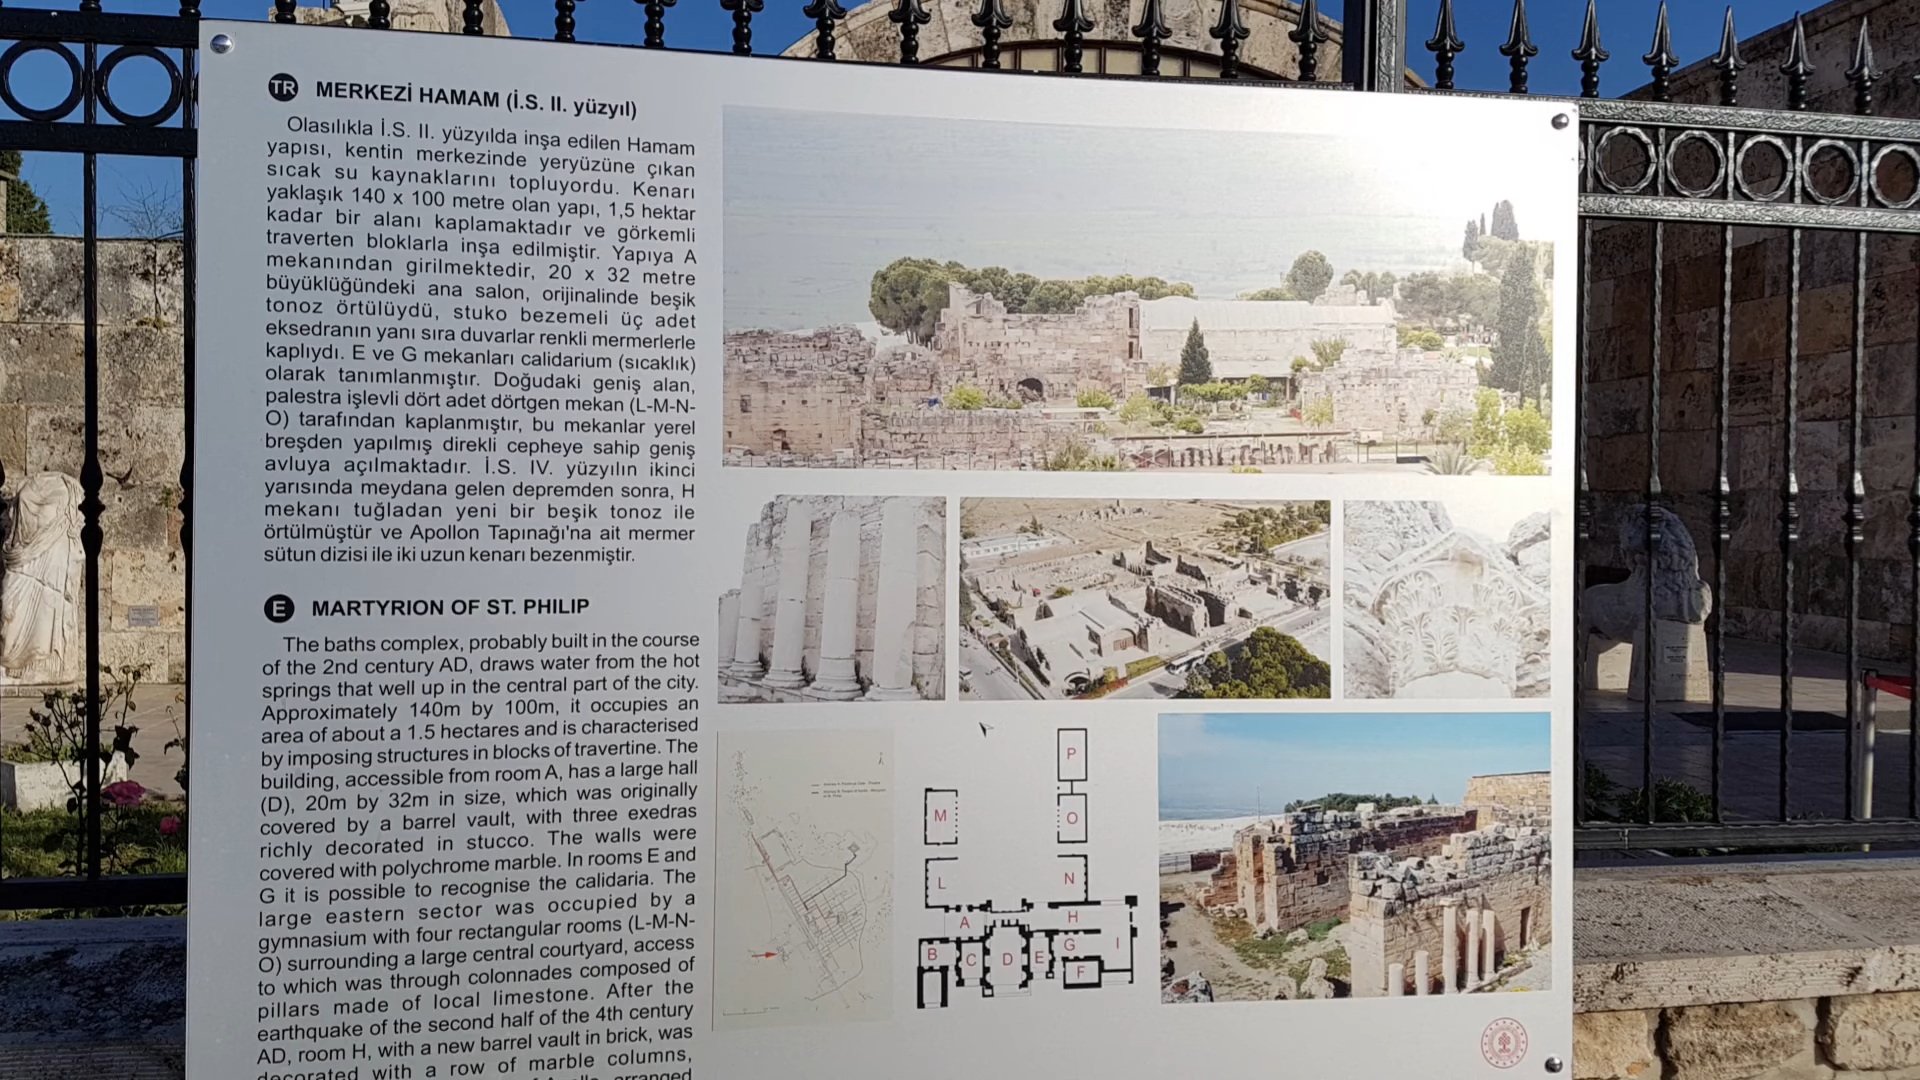 TR MERKEZİ HAMAM (İ.S. II. yüzyıl)
Olasılıkla İ.S. II. yüzyılda inşa edilen Hamam
yapısı, kentin merkezinde yeryüzüne çıkan
sıcak su kaynaklarını topluyordu. Kenarı
yaklaşık 140 x 100 metre olan yapı, 1,5 hektar
kadar bir alanı kaplamaktadır ve görkemli
traverten bloklarla inşa edilmiştir. Yapıya A
mekanından girilmektedir, 20 x 32 metre
büyüklüğündeki ana salon, orijinalinde beşik
tonoz örtülüydü, stuko bezemeli üç adet
eksedranın yanı sıra duvarlar renkli mermerlerle
kaplıydı. E ve G mekanları calidarium (sıcaklık)
olarak tanımlanmıştır. Doğudaki geniş alan,
palestra işlevli dört adet dörtgen mekan (L-M-N-
O) tarafından kaplanmıştır, bu mekanlar yerel
breşden yapılmış direkli cepheye sahip geniş
avluya açılmaktadır. İ.S. IV. yüzyılın ikinci
yarısında meydana gelen depremden sonra, H
mekanı tuğladan yeni bir beşik tonoz ile
örtülmüştür ve Apollon Tapınağı'na ait mermer
sütun dizisi ile iki uzun kenarı bezenmiştir.
E MARTYRION OF ST. PHILIP
The baths complex, probably built in the course
of the 2nd century AD, draws water from the hot
springs that well up in the central part of the city.
Approximately 140m by 100m, it occupies an
area of about a 1.5 hectares and is characterised
by imposing structures in blocks of travertine. The
building, accessible from room A, has a large hall
(D), 20m by 32m in size, which was originally
covered by a barrel vault, with three exedras
richly decorated in stucco. The walls were
covered with polychrome marble. In rooms E and
G it is possible to recognise the calidaria. The
large eastern sector was occupied by a
gymnasium with four rectangular rooms (L-M-N-
O) surrounding a large central courtyard, access
to which was through colonnades composed of
pillars made of local limestone. After the
earthquake of the second half of the 4th century
AD, room H, with a new barrel vault in brick, was
decorated with a row of marble columns,
arranged
P
M
O
L
N
A
H
B
C
D
E
G
F
I